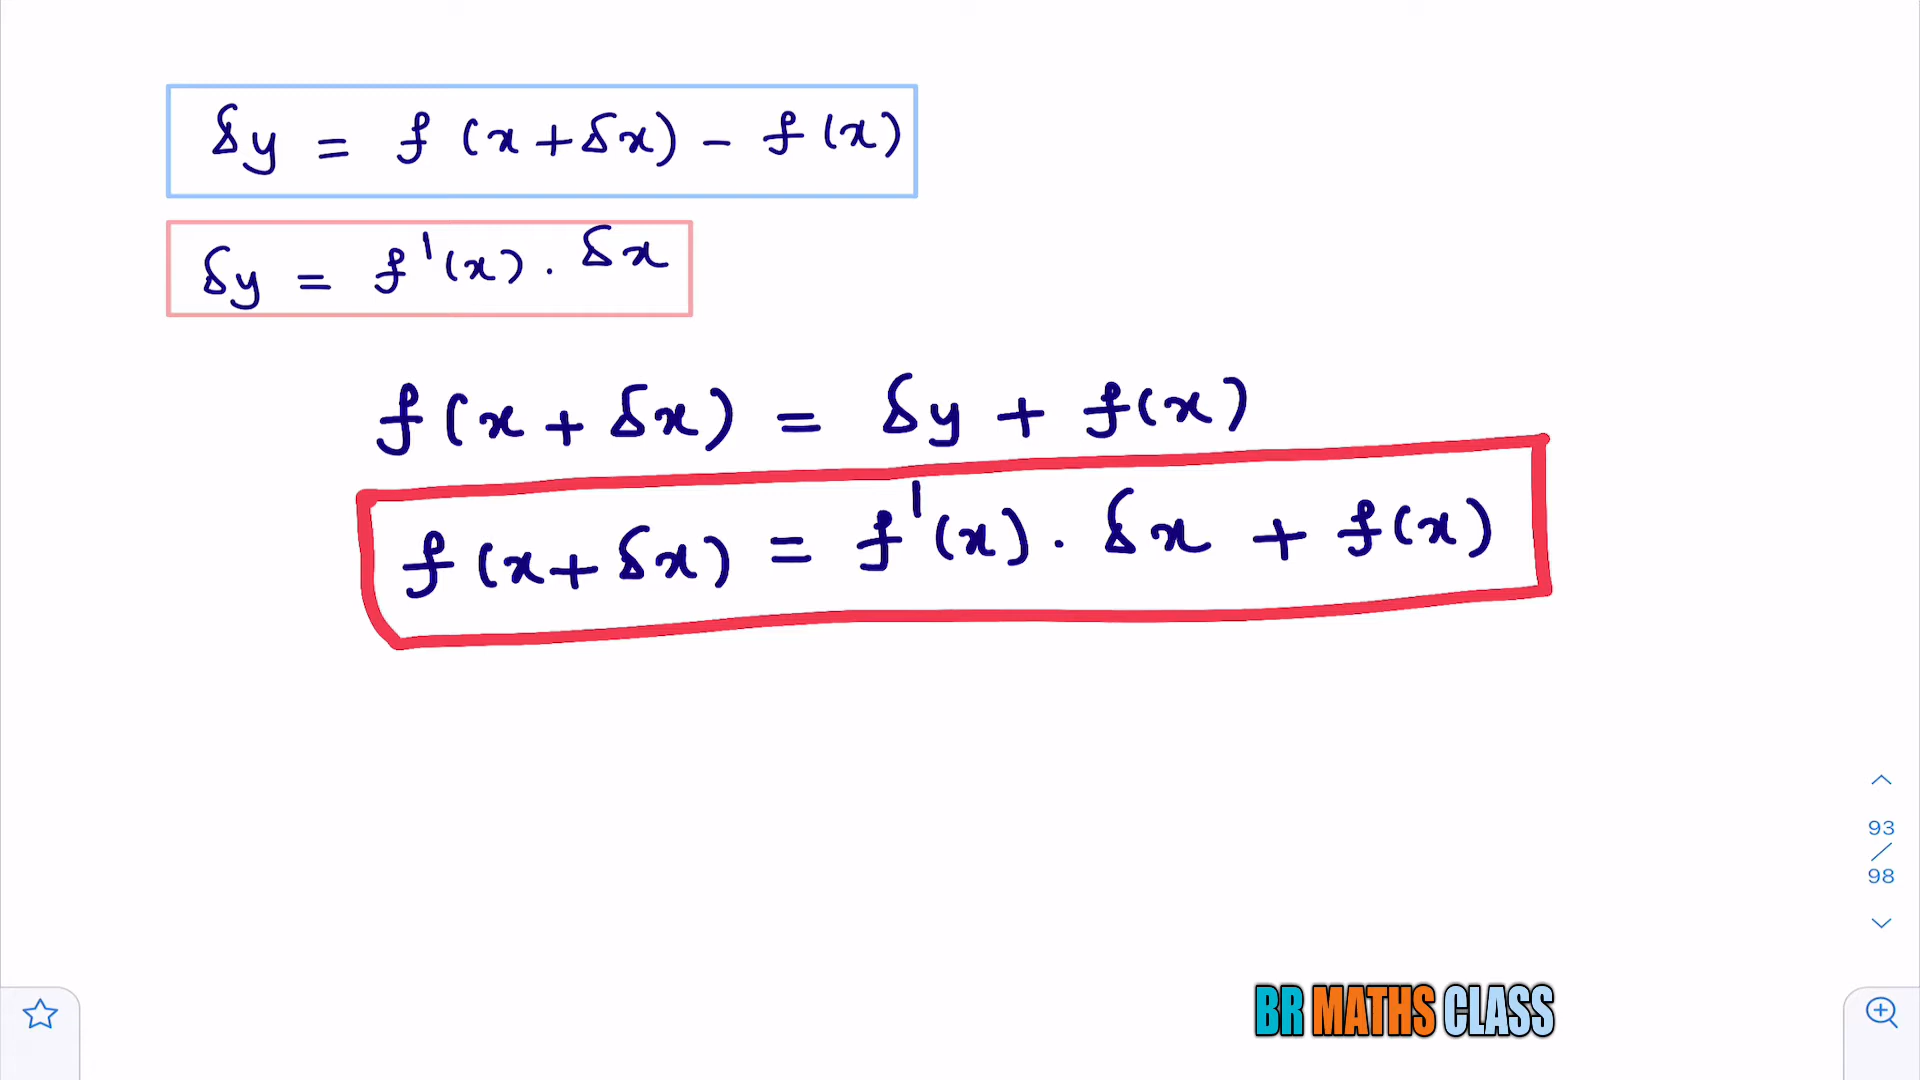 δy = f(x+δx) - f(x)
δy = f'(x) . δx
f(x + δx) = δy + f(x)
f(x+δx) = f'(x) . δx + f(x)
93
/
98
BR MATHS CLASS